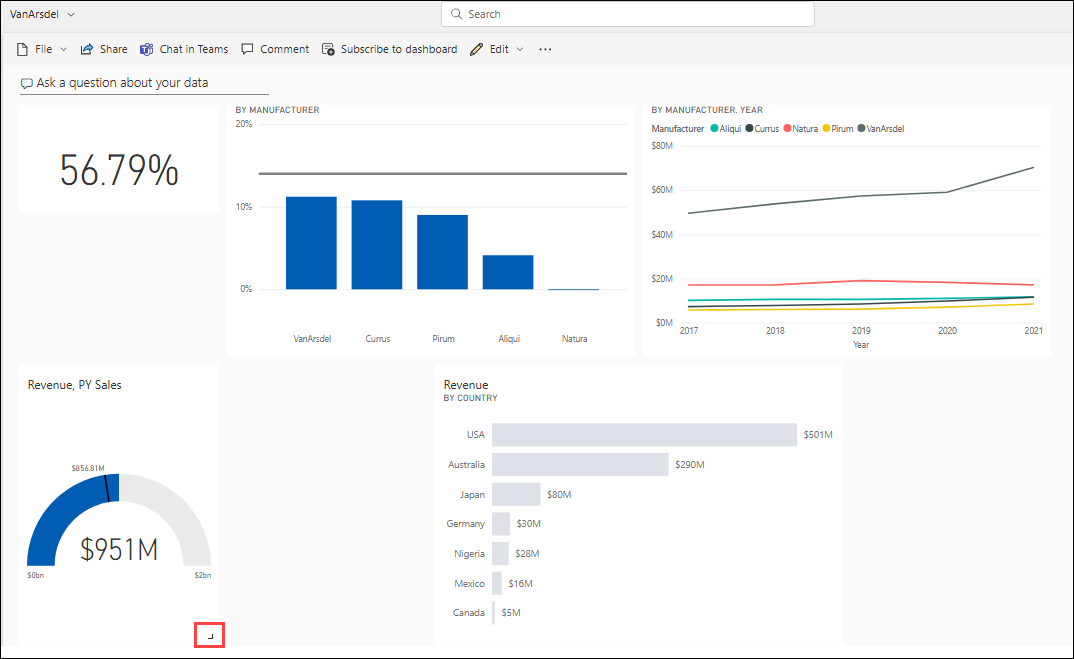 VanArsdel
Search
File Share Chat in Teams Comment Subscribe to dashboard Edit ...
Ask a question about your data
56.79%
BY MANUFACTURER
20%
10%
0%
VanArsdel Currus Pirum Aliqui Natura
BY MANUFACTURER, YEAR
Manufacturer Aliqui Currus Natura Pirum VanArsdel
$80M
$60M
$40M
$20M
$0M
2017 2018 2019 2020 2021
Year
Revenue, PY Sales
$856.81M
$951M
$0bn $2bn
Revenue
BY COUNTRY
USA $501M
Australia $290M
Japan $80M
Germany $30M
Nigeria $28M
Mexico $16M
Canada $5M